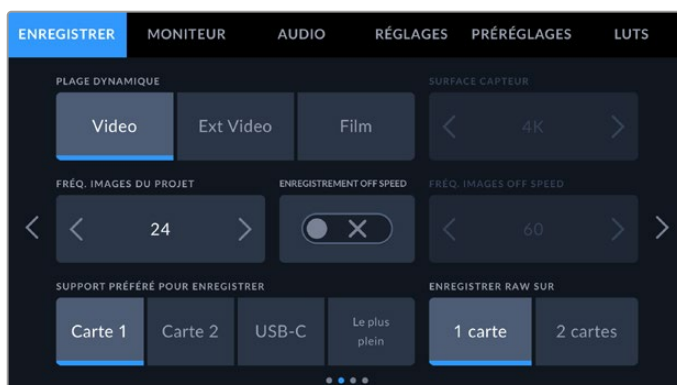 ENREGISTRER MONITEUR AUDIO RÉGLAGES PRÉRÉGLAGES LUTS
PLAGE DYNAMIQUE SURFACE CAPTEUR
Video Ext Video Film 4K
FRÉQ. IMAGES DU PROJET ENREGISTREMENT OFF SPEED FRÉQ. IMAGES OFF SPEED
24 60
SUPPORT PRÉFÉRÉ POUR ENREGISTRER ENREGISTRER RAW SUR
Carte 1 Carte 2 USB-C Le plus plein 1 carte 2 cartes